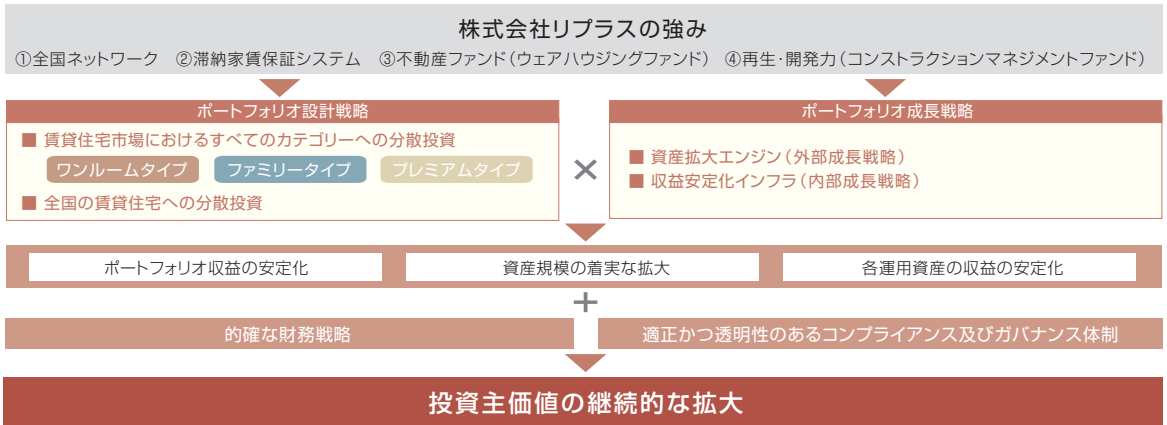 株式会社リプラスの強み
①全国ネットワーク ②滞納家賃保証システム ③不動産ファンド(ウェアハウジングファンド) ④再生・開発力(コンストラクションマネジメントファンド)
ポートフォリオ設計戦略
■ 賃貸住宅市場におけるすべてのカテゴリーへの分散投資
ワンルームタイプ ファミリータイプ プレミアムタイプ
■ 全国の賃貸住宅への分散投資
×
ポートフォリオ成長戦略
■ 資産拡大エンジン(外部成長戦略)
■ 収益安定化インフラ(内部成長戦略)
ポートフォリオ収益の安定化 資産規模の着実な拡大 各運用資産の収益の安定化
+
的確な財務戦略 適正かつ透明性のあるコンプライアンス及びガバナンス体制
投資主価値の継続的な拡大